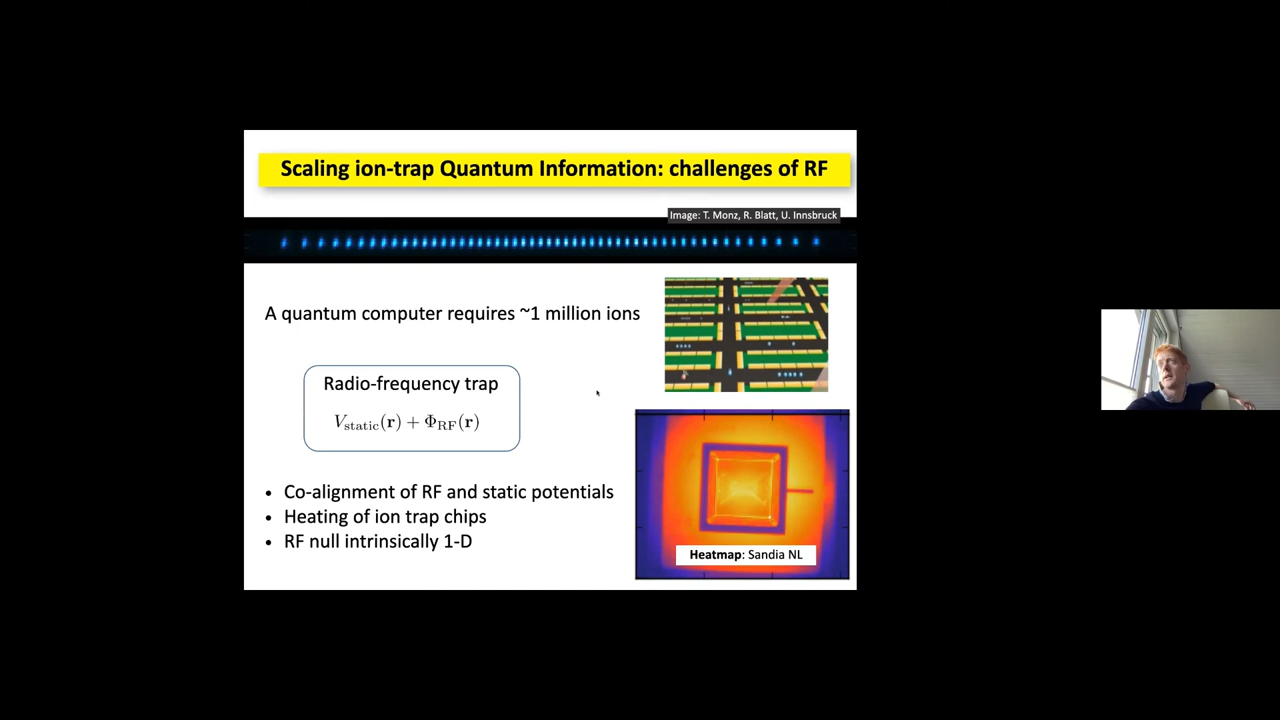 Scaling ion-trap Quantum Information: challenges of RF
Image: T. Monz, R. Blatt, U. Innsbruck
A quantum computer requires ~1 million ions
Radio-frequency trap
V_static(r) + Φ_RF(r)
• Co-alignment of RF and static potentials
• Heating of ion trap chips
• RF null intrinsically 1-D
Heatmap: Sandia NL